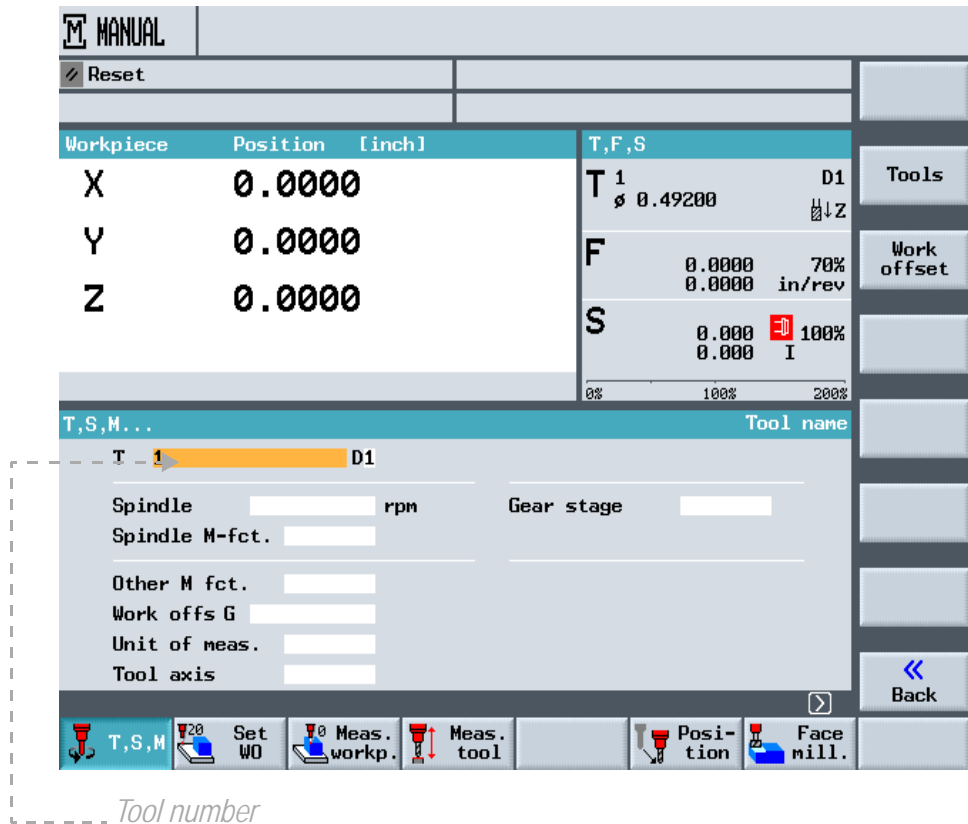 M MANUAL
Reset
Workpiece Position [inch] T,F,S
X 0.0000
Y 0.0000
Z 0.0000
T 1 D1
ø 0.49200
Z
F 0.0000 70%
0.0000 in/rev
S 0.000 100%
0.000 I
0% 100% 200%
Tools
Work
offset
T,S,M... Tool name
T 1 D1
Spindle rpm Gear stage
Spindle M-fct.
Other M fct.
Work offs G
Unit of meas.
Tool axis
«
Back
T,S,M
20 Set
WO
0 Meas.
workp.
Meas.
tool
Posi-
tion
Face
mill.
Tool number